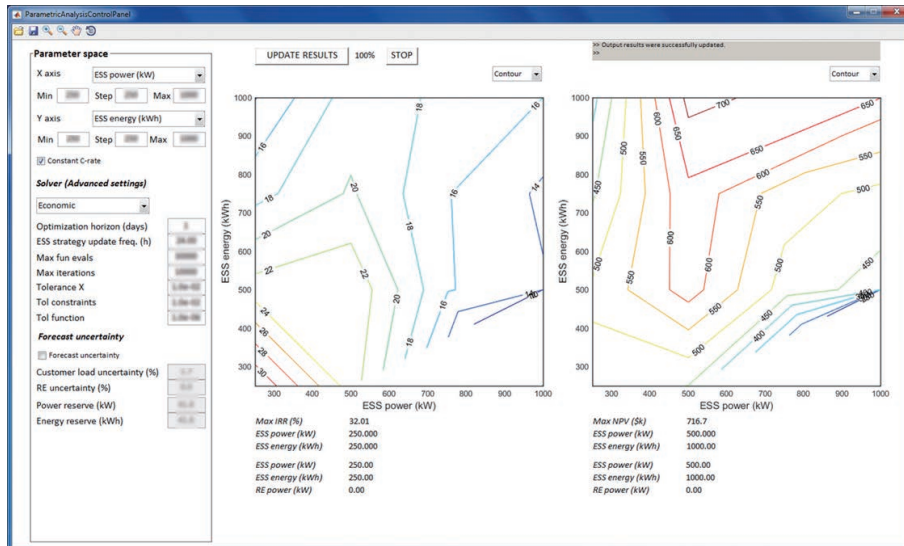 ParametricAnalysisControlPanel
Parameter space
X axis ESS power (kW)
Min Step Max
Y axis ESS energy (kWh)
Min Step Max
Constant C-rate
Solver (Advanced settings)
Economic
Optimization horizon (days)
ESS strategy update freq. (h)
Max fun evals
Max iterations
Tolerance X
Tol constraints
Tol function
Forecast uncertainty
Forecast uncertainty
Customer load uncertainty (%)
RE uncertainty (%)
Power reserve (kW)
Energy reserve (kWh)
UPDATE RESULTS 100% STOP
Contour
1000
900
800
700
600
500
400
300
ESS energy (kWh)
16 18 16
16
18 20 18 16 14
20
22 22 18 16
20
24 14
26
28 18
30
300 400 500 600 700 800 900 1000
ESS power (kW)
Max IRR (%) 32.01
ESS power (kW) 250.000
ESS energy (kWh) 250.000
ESS power (kW) 250.00
ESS energy (kWh) 250.00
RE power (kW) 0.00
>> Output results were successfully updated.
>>
Contour
1000
900
800
700
600
500
400
300
ESS energy (kWh)
700
600 650 650
500 550 600
650 550
450 500
600 550
500 600 500
550 600 450
550 450 400
500
300 400 500 600 700 800 900 1000
ESS power (kW)
Max NPV ($k) 716.7
ESS power (kW) 500.000
ESS energy (kWh) 1000.00
ESS power (kW) 500.00
ESS energy (kWh) 1000.00
RE power (kW) 0.00